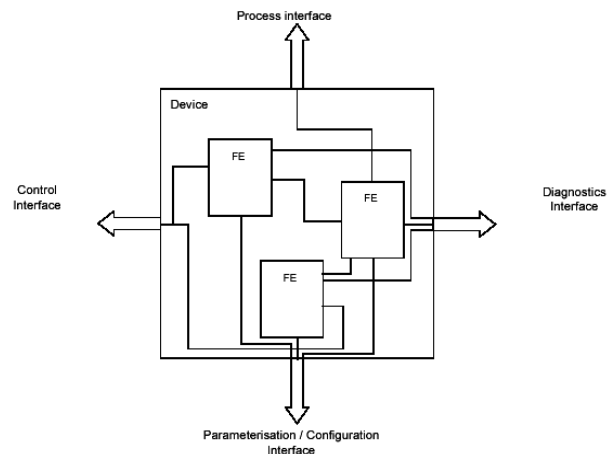 Process interface
Device
FE
FE
Control
Interface
Diagnostics
Interface
FE
Parameterisation / Configuration
Interface